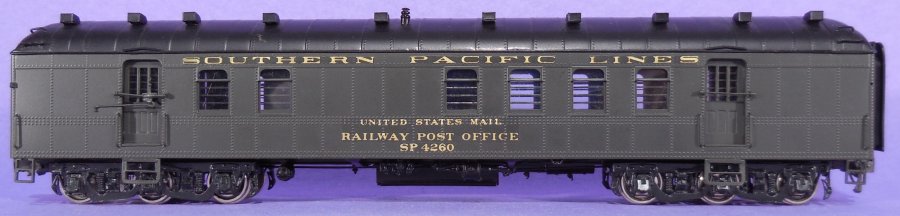 SOUTHERN PACIFIC LINES
UNITED STATES MAIL
RAILWAY POST OFFICE
SP 4260